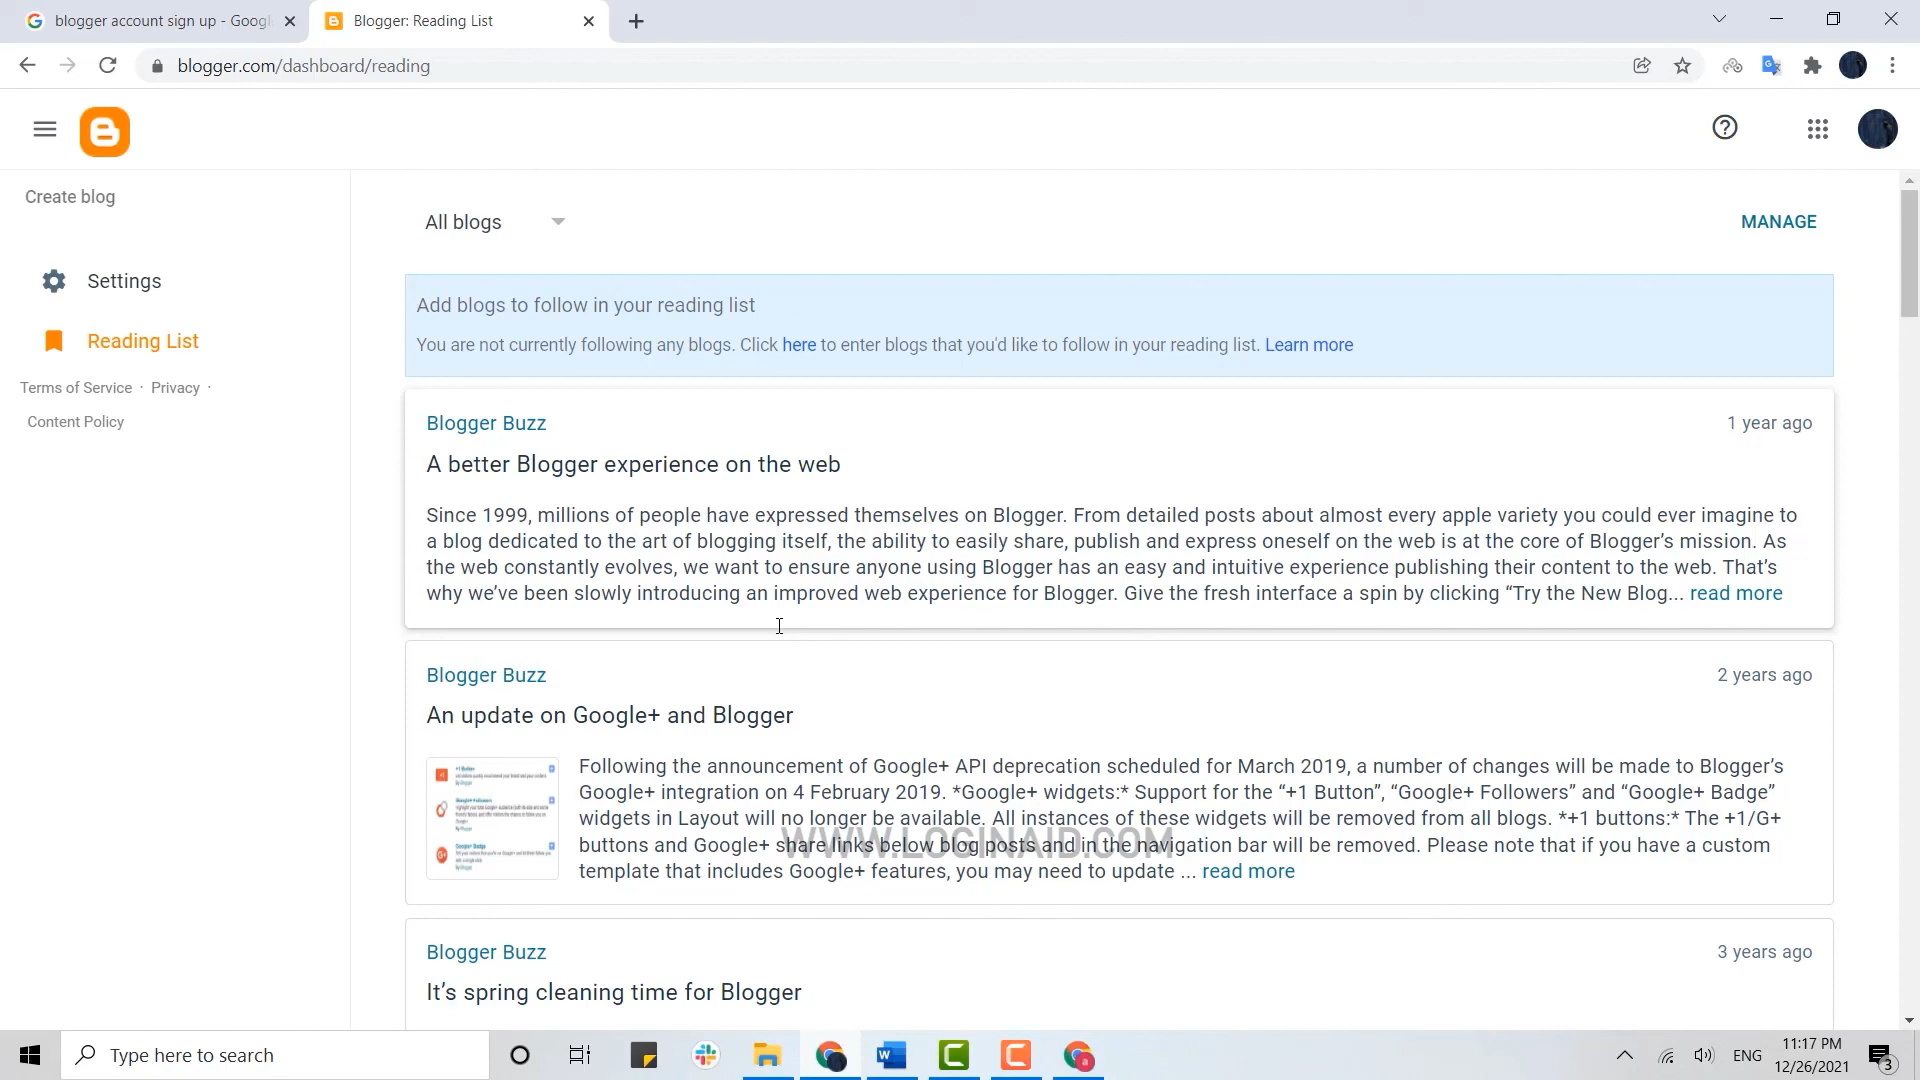 blogger account sign up - Googl
Blogger: Reading List
blogger.com/dashboard/reading
Create blog
Settings
Reading List
Terms of Service · Privacy ·
Content Policy
All blogs
MANAGE
Add blogs to follow in your reading list
You are not currently following any blogs. Click here to enter blogs that you'd like to follow in your reading list. Learn more
Blogger Buzz
1 year ago
A better Blogger experience on the web
Since 1999, millions of people have expressed themselves on Blogger. From detailed posts about almost every apple variety you could ever imagine to
a blog dedicated to the art of blogging itself, the ability to easily share, publish and express oneself on the web is at the core of Blogger’s mission. As
the web constantly evolves, we want to ensure anyone using Blogger has an easy and intuitive experience publishing their content to the web. That’s
why we’ve been slowly introducing an improved web experience for Blogger. Give the fresh interface a spin by clicking “Try the New Blog... read more
Blogger Buzz
2 years ago
An update on Google+ and Blogger
Following the announcement of Google+ API deprecation scheduled for March 2019, a number of changes will be made to Blogger’s
Google+ integration on 4 February 2019. *Google+ widgets:* Support for the “+1 Button”, “Google+ Followers” and “Google+ Badge”
widgets in Layout will no longer be available. All instances of these widgets will be removed from all blogs. *+1 buttons:* The +1/G+
buttons and Google+ share links below blog posts and in the navigation bar will be removed. Please note that if you have a custom
template that includes Google+ features, you may need to update ... read more
WWW.LOGINAID.COM
Blogger Buzz
3 years ago
It’s spring cleaning time for Blogger
Type here to search
ENG
11:17 PM
12/26/2021
3